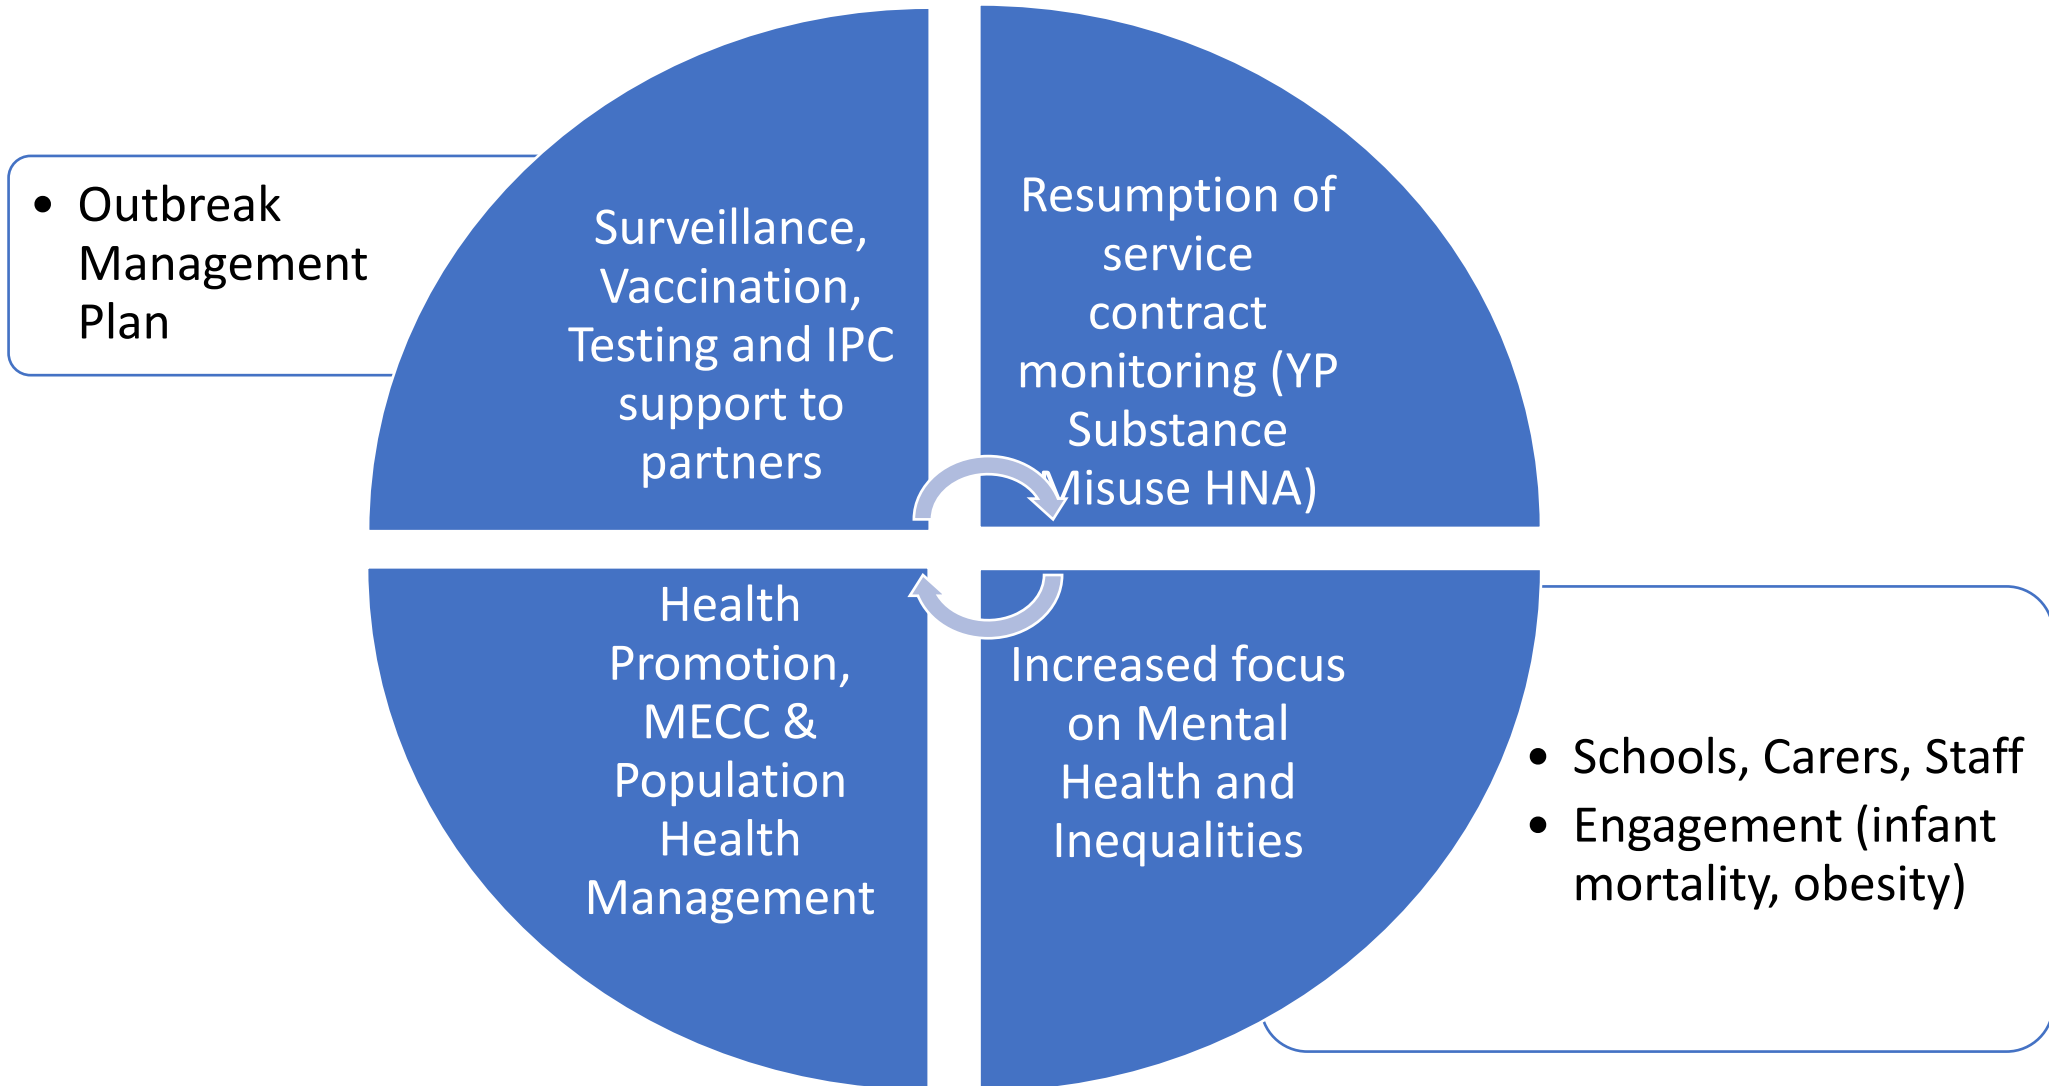 • Outbreak
Management
Plan
Surveillance,
Vaccination,
Testing and IPC
support to
partners
Resumption of
service
contract
monitoring (YP
Substance
Misuse HNA)
Health
Promotion,
MECC &
Population
Health
Management
Increased focus
on Mental
Health and
Inequalities
• Schools, Carers, Staff
• Engagement (infant
mortality, obesity)